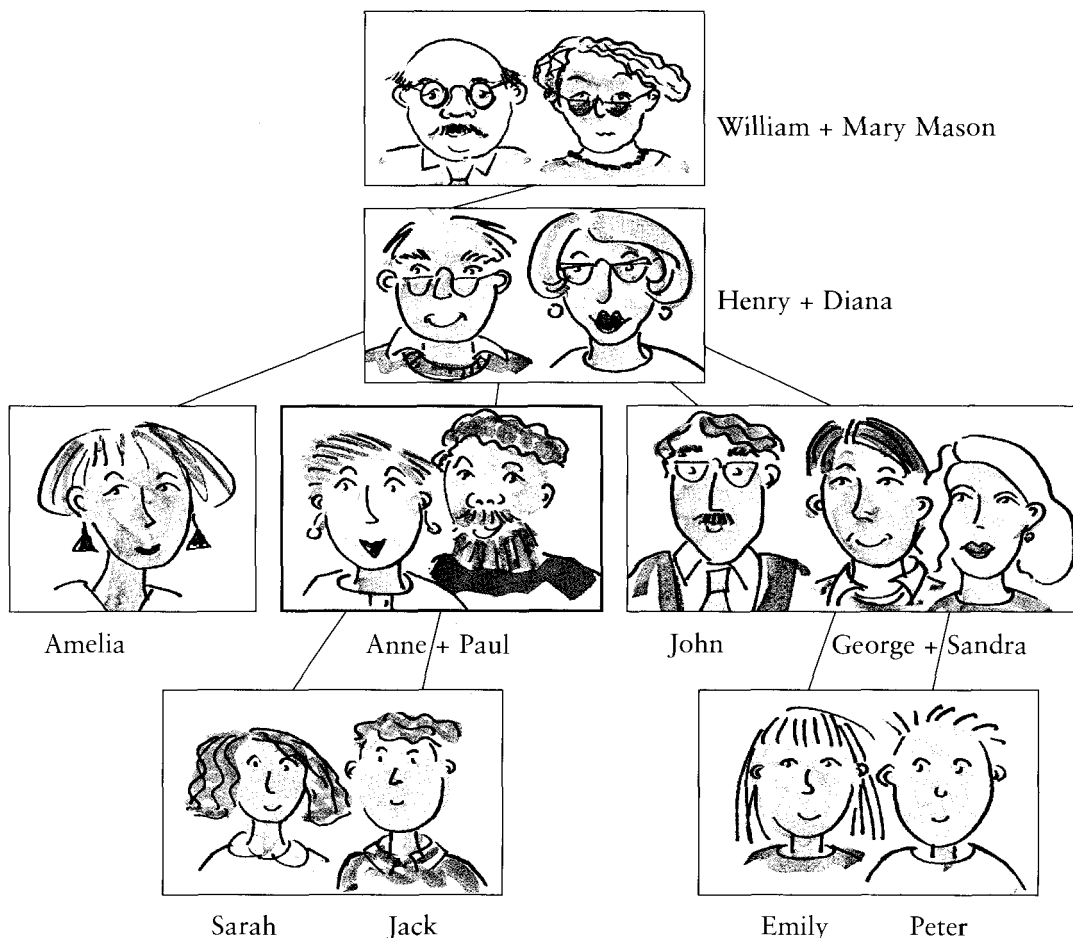 William + Mary Mason
Henry + Diana
Amelia
Anne + Paul
John
George + Sandra
Sarah
Jack
Emily
Peter